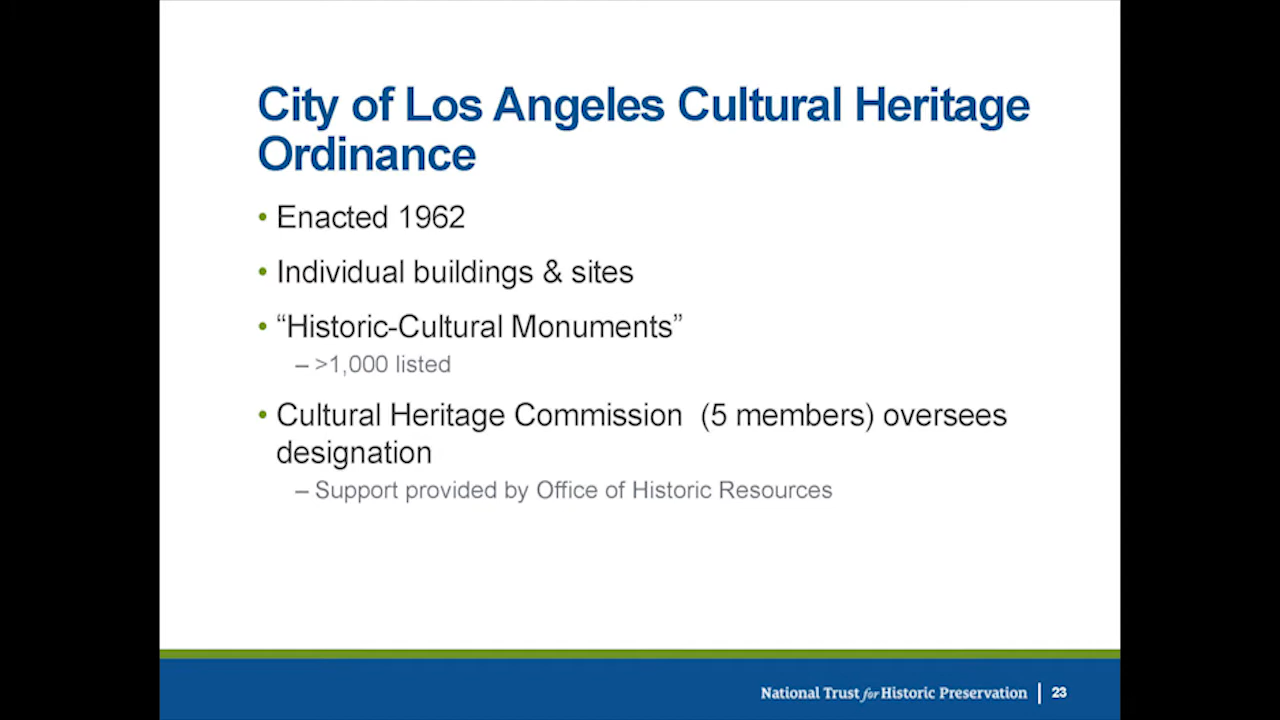 City of Los Angeles Cultural Heritage
Ordinance
• Enacted 1962
• Individual buildings & sites
• “Historic-Cultural Monuments”
– >1,000 listed
• Cultural Heritage Commission  (5 members) oversees
designation
– Support provided by Office of Historic Resources
National Trust for Historic Preservation | 23